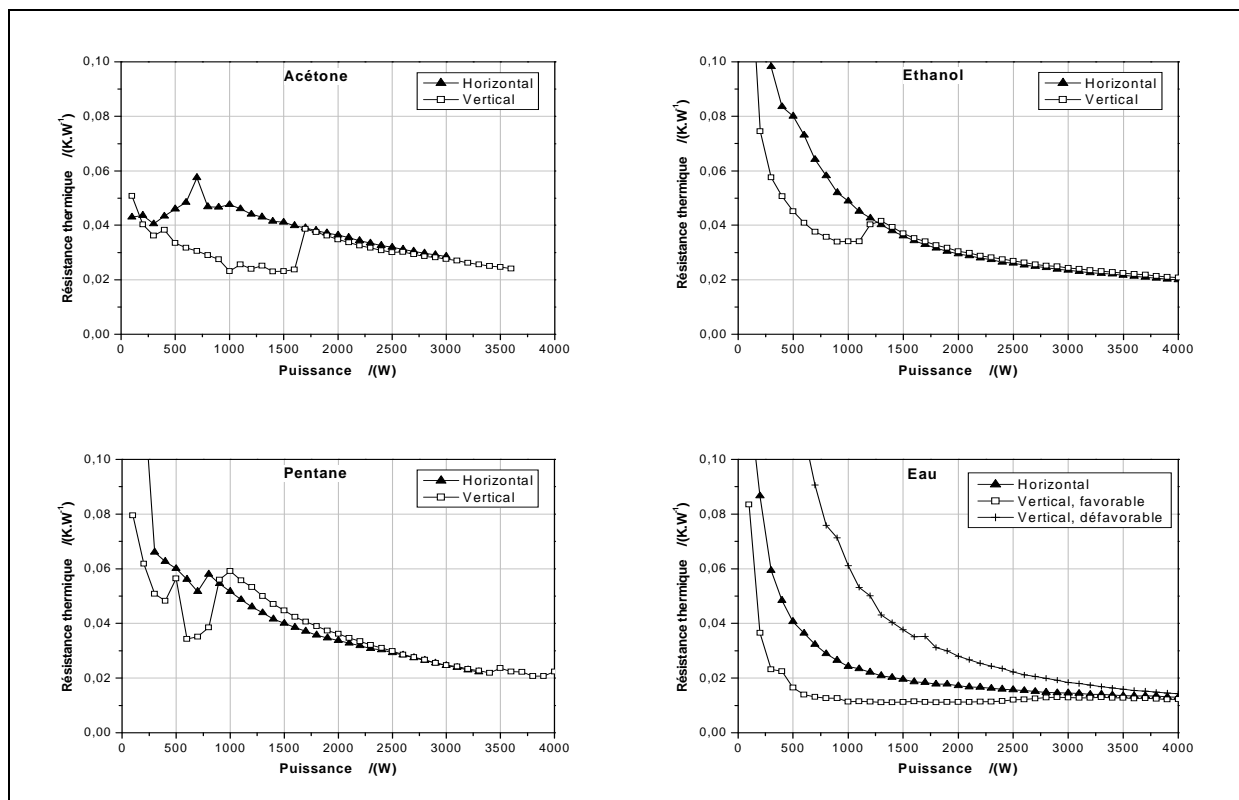 Acétone
Horizontal
Vertical
Résistance thermique /(K.W⁻¹)
0,10
0,08
0,06
0,04
0,02
0,00
0 500 1000 1500 2000 2500 3000 3500 4000
Puissance /(W)
Ethanol
Horizontal
Vertical
Résistance thermique /(K.W⁻¹)
0,10
0,08
0,06
0,04
0,02
0,00
0 500 1000 1500 2000 2500 3000 3500 4000
Puissance /(W)
Pentane
Horizontal
Vertical
Résistance thermique /(K.W⁻¹)
0,10
0,08
0,06
0,04
0,02
0,00
0 500 1000 1500 2000 2500 3000 3500 4000
Puissance /(W)
Eau
Horizontal
Vertical, favorable
Vertical, défavorable
Résistance thermique /(K.W⁻¹)
0,10
0,08
0,06
0,04
0,02
0,00
0 500 1000 1500 2000 2500 3000 3500 4000
Puissance /(W)